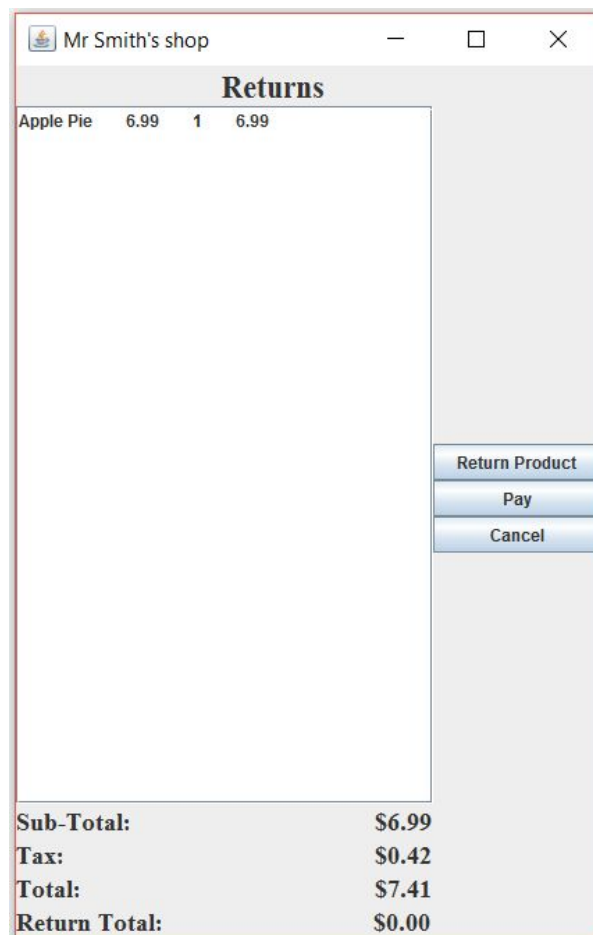 Mr Smith's shop
Returns
Apple Pie 6.99 1 6.99
Return Product
Pay
Cancel
Sub-Total: $6.99
Tax: $0.42
Total: $7.41
Return Total: $0.00